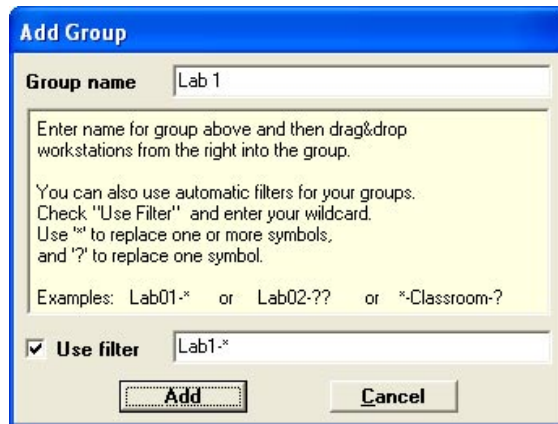 Add Group
Group name Lab 1
Enter name for group above and then drag&drop
workstations from the right into the group.
You can also use automatic filters for your groups.
Check "Use Filter" and enter your wildcard.
Use '*' to replace one or more symbols,
and '?' to replace one symbol.
Examples: Lab01-* or Lab02-?? or *-Classroom-?
Use filter Lab1-*
Add Cancel